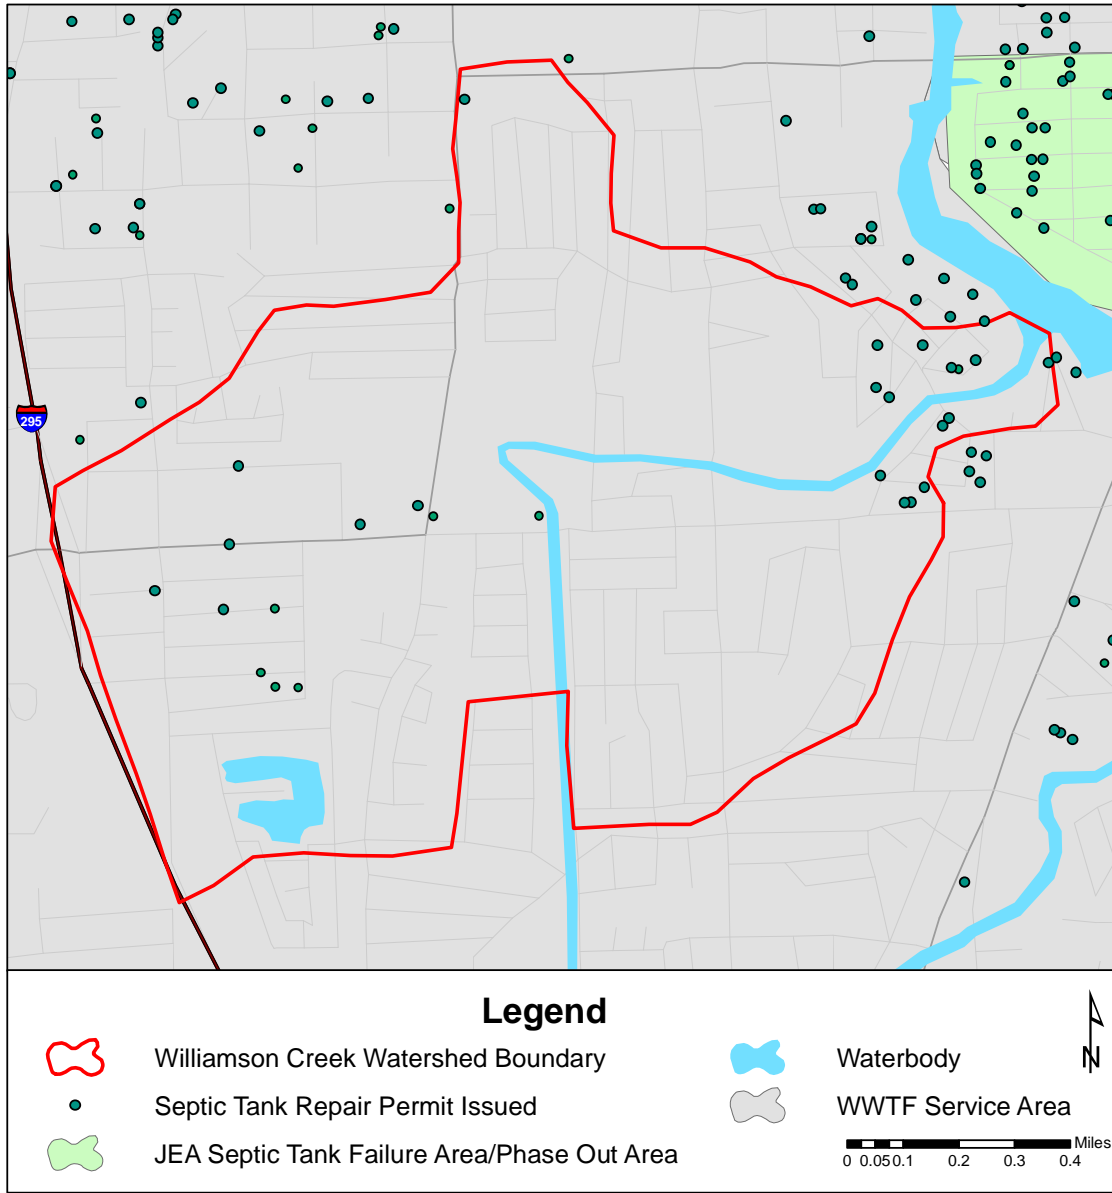 295
Legend
Williamson Creek Watershed Boundary
Septic Tank Repair Permit Issued
JEA Septic Tank Failure Area/Phase Out Area
Waterbody
WWTF Service Area
N
Miles
0 0.05 0.1 0.2 0.3 0.4